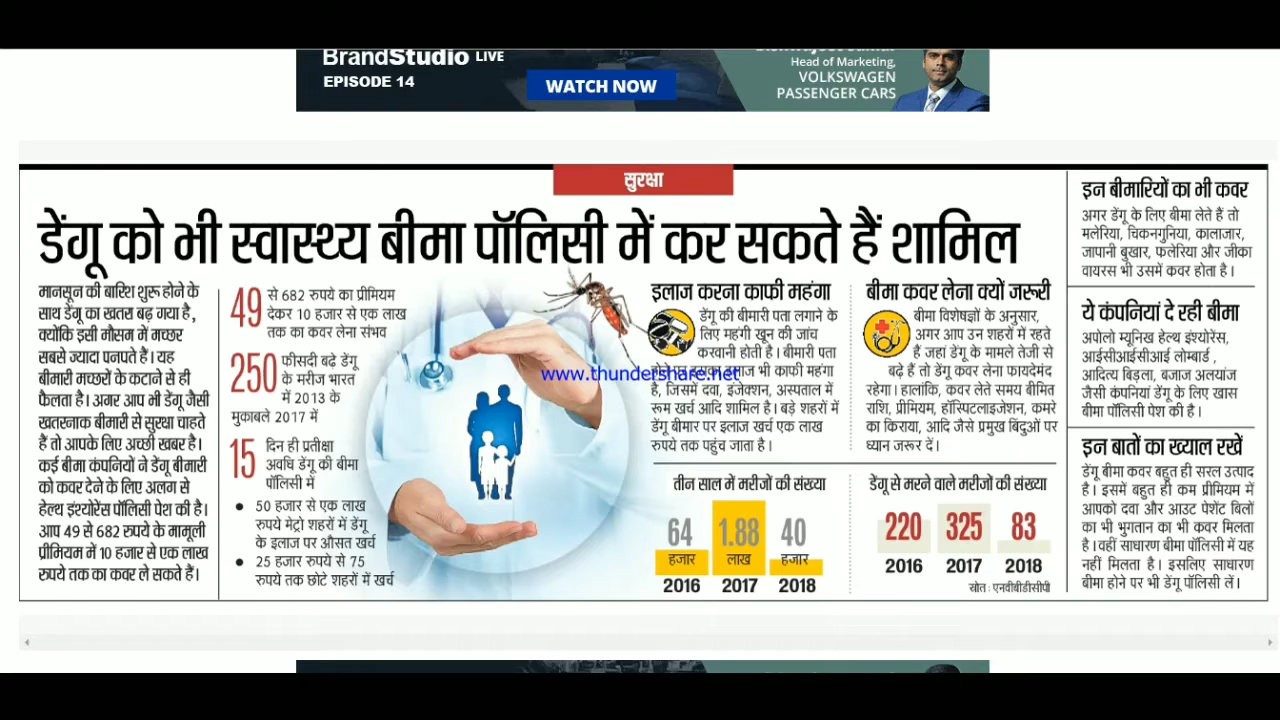 BrandStudio LIVE
EPISODE 14
WATCH NOW
Head of Marketing,
VOLKSWAGEN
PASSENGER CARS
सुरक्षा
डेंगू को भी स्वास्थ्य बीमा पॉलिसी में कर सकते हैं शामिल
मानसून की बारिश शुरू होने के
साथ डेंगू का खतरा बढ़ गया है,
क्योंकि इसी मौसम में मच्छर
सबसे ज्यादा पनपते हैं। यह
बीमारी मच्छरों के काटने से ही
फैलता है। अगर आप भी डेंगू जैसी
खतरनाक बीमारी से सुरक्षा चाहते
हैं तो आपके लिए अच्छी खबर है।
कई बीमा कंपनियों ने डेंगू बीमारी
को कवर देने के लिए अलग से
हेल्थ इंश्योरेंस पॉलिसी पेश की है।
आप 49 से 682 रुपये के मामूली
प्रीमियम में 10 हजार से एक लाख
रुपये तक का कवर ले सकते हैं।
49 से 682 रुपये का प्रीमियम
देकर 10 हजार से एक लाख
तक का कवर लेना संभव
250 फीसदी बढ़े डेंगू
के मरीज भारत
में 2013 के
मुकाबले 2017 में
15 दिन ही प्रतीक्षा
अवधि डेंगू की बीमा
पॉलिसी में
● 50 हजार से एक लाख
रुपये मेट्रो शहरों में डेंगू
के इलाज पर औसत खर्च
● 25 हजार रुपये से 75
रुपये तक छोटे शहरों में खर्च
www.thundershare.net
इलाज करना काफी महंगा
डेंगू की बीमारी पता लगाने के
लिए महंगी खून की जांच
करवानी होती है। बीमारी पता
भी काफी महंगा
है, जिसमें दवा, इंजेक्शन, अस्पताल में
रूम खर्च आदि शामिल है। बड़े शहरों में
डेंगू बीमार पर इलाज खर्च एक लाख
रुपये तक पहुंच जाता है।
बीमा कवर लेना क्यों जरूरी
बीमा विशेषज्ञों के अनुसार,
अगर आप उन शहरों में रहते
हैं जहां डेंगू के मामले तेजी से
बढ़े हैं तो डेंगू कवर लेना फायदेमंद
रहेगा। हालांकि, कवर लेते समय बीमित
राशि, प्रीमियम, हॉस्पिटलाइजेशन, कमरे
का किराया, आदि जैसे प्रमुख बिंदुओं पर
ध्यान जरूर दें।
तीन साल में मरीजों की संख्या
64 1.88 40
हजार लाख हजार
2016 2017 2018
डेंगू से मरने वाले मरीजों की संख्या
220 325 83
2016 2017 2018
स्रोत : एनवीबीडीसीपी
इन बीमारियों का भी कवर
अगर डेंगू के लिए बीमा लेते हैं तो
मलेरिया, चिकनगुनिया, कालाजार,
जापानी बुखार, फलेरिया और जीका
वायरस भी उसमें कवर होता है।
ये कंपनियां दे रही बीमा
अपोलो म्यूनिख हेल्थ इंश्योरेंस,
आईसीआईसीआई लोम्बार्ड ,
आदित्य बिड़ला, बजाज अलयांज
जैसी कंपनियां डेंगू के लिए खास
बीमा पॉलिसी पेश की है।
इन बातों का ख्याल रखें
डेंगू बीमा कवर बहुत ही सरल उत्पाद
है। इसमें बहुत ही कम प्रीमियम में
आपको दवा और आउट पेशेंट बिलों
का भी भुगतान का भी कवर मिलता
है। वहीं साधारण बीमा पॉलिसी में यह
नहीं मिलता है। इसलिए साधारण
बीमा होने पर भी डेंगू पॉलिसी लें।